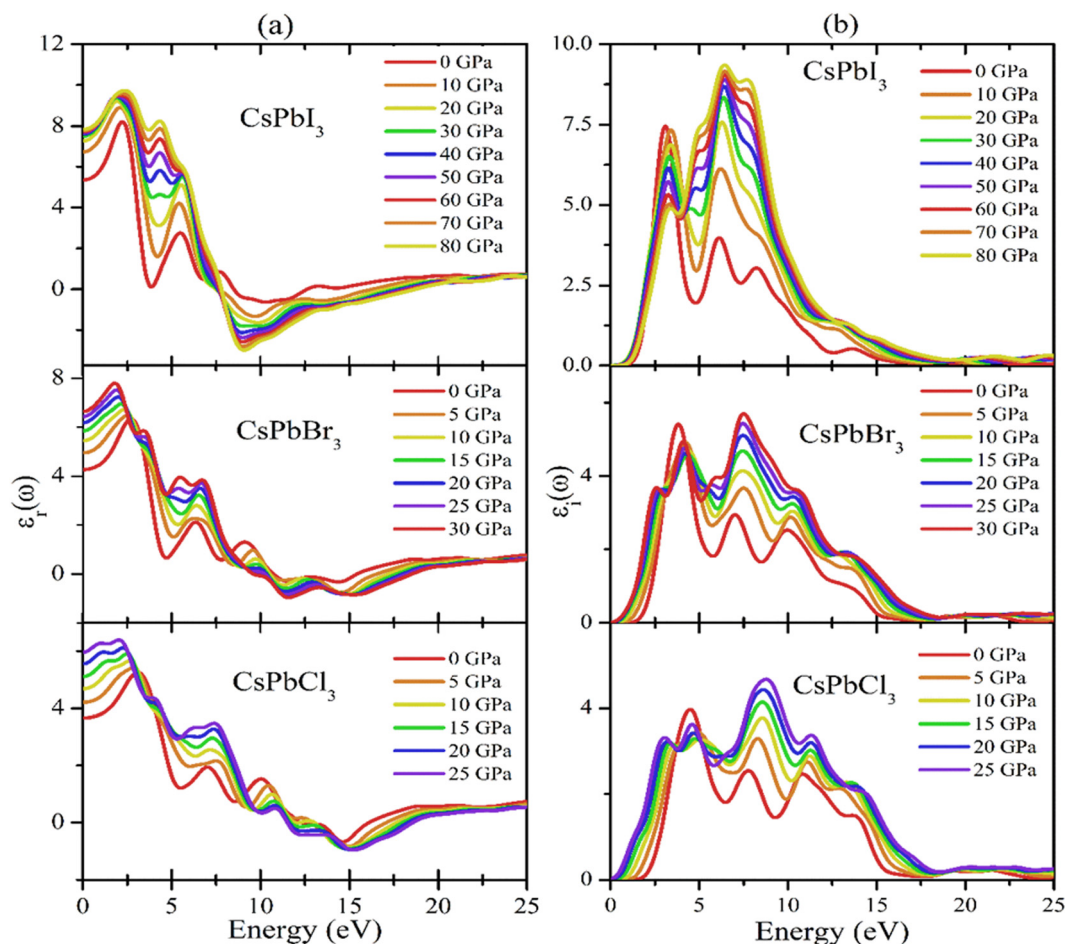 (a)
12
8
4
0
CsPbI3
0 GPa
10 GPa
20 GPa
30 GPa
40 GPa
50 GPa
60 GPa
70 GPa
80 GPa
8
4
0
εr(ω)
CsPbBr3
0 GPa
5 GPa
10 GPa
15 GPa
20 GPa
25 GPa
30 GPa
4
0
CsPbCl3
0 GPa
5 GPa
10 GPa
15 GPa
20 GPa
25 GPa
0 5 10 15 20 25
Energy (eV)
(b)
10.0
7.5
5.0
2.5
0.0
CsPbI3
0 GPa
10 GPa
20 GPa
30 GPa
40 GPa
50 GPa
60 GPa
70 GPa
80 GPa
4
0
εi(ω)
CsPbBr3
0 GPa
5 GPa
10 GPa
15 GPa
20 GPa
25 GPa
30 GPa
4
0
CsPbCl3
0 GPa
5 GPa
10 GPa
15 GPa
20 GPa
25 GPa
0 5 10 15 20 25
Energy (eV)